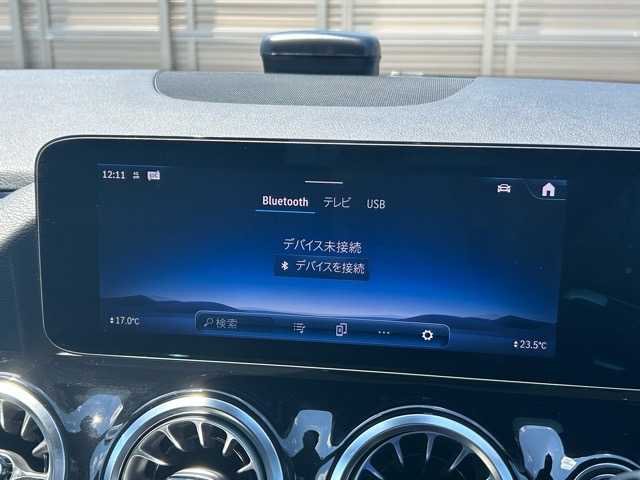 12:11
Bluetooth テレビ USB
デバイス未接続
デバイスを接続
検索
17.0°C
23.5°C